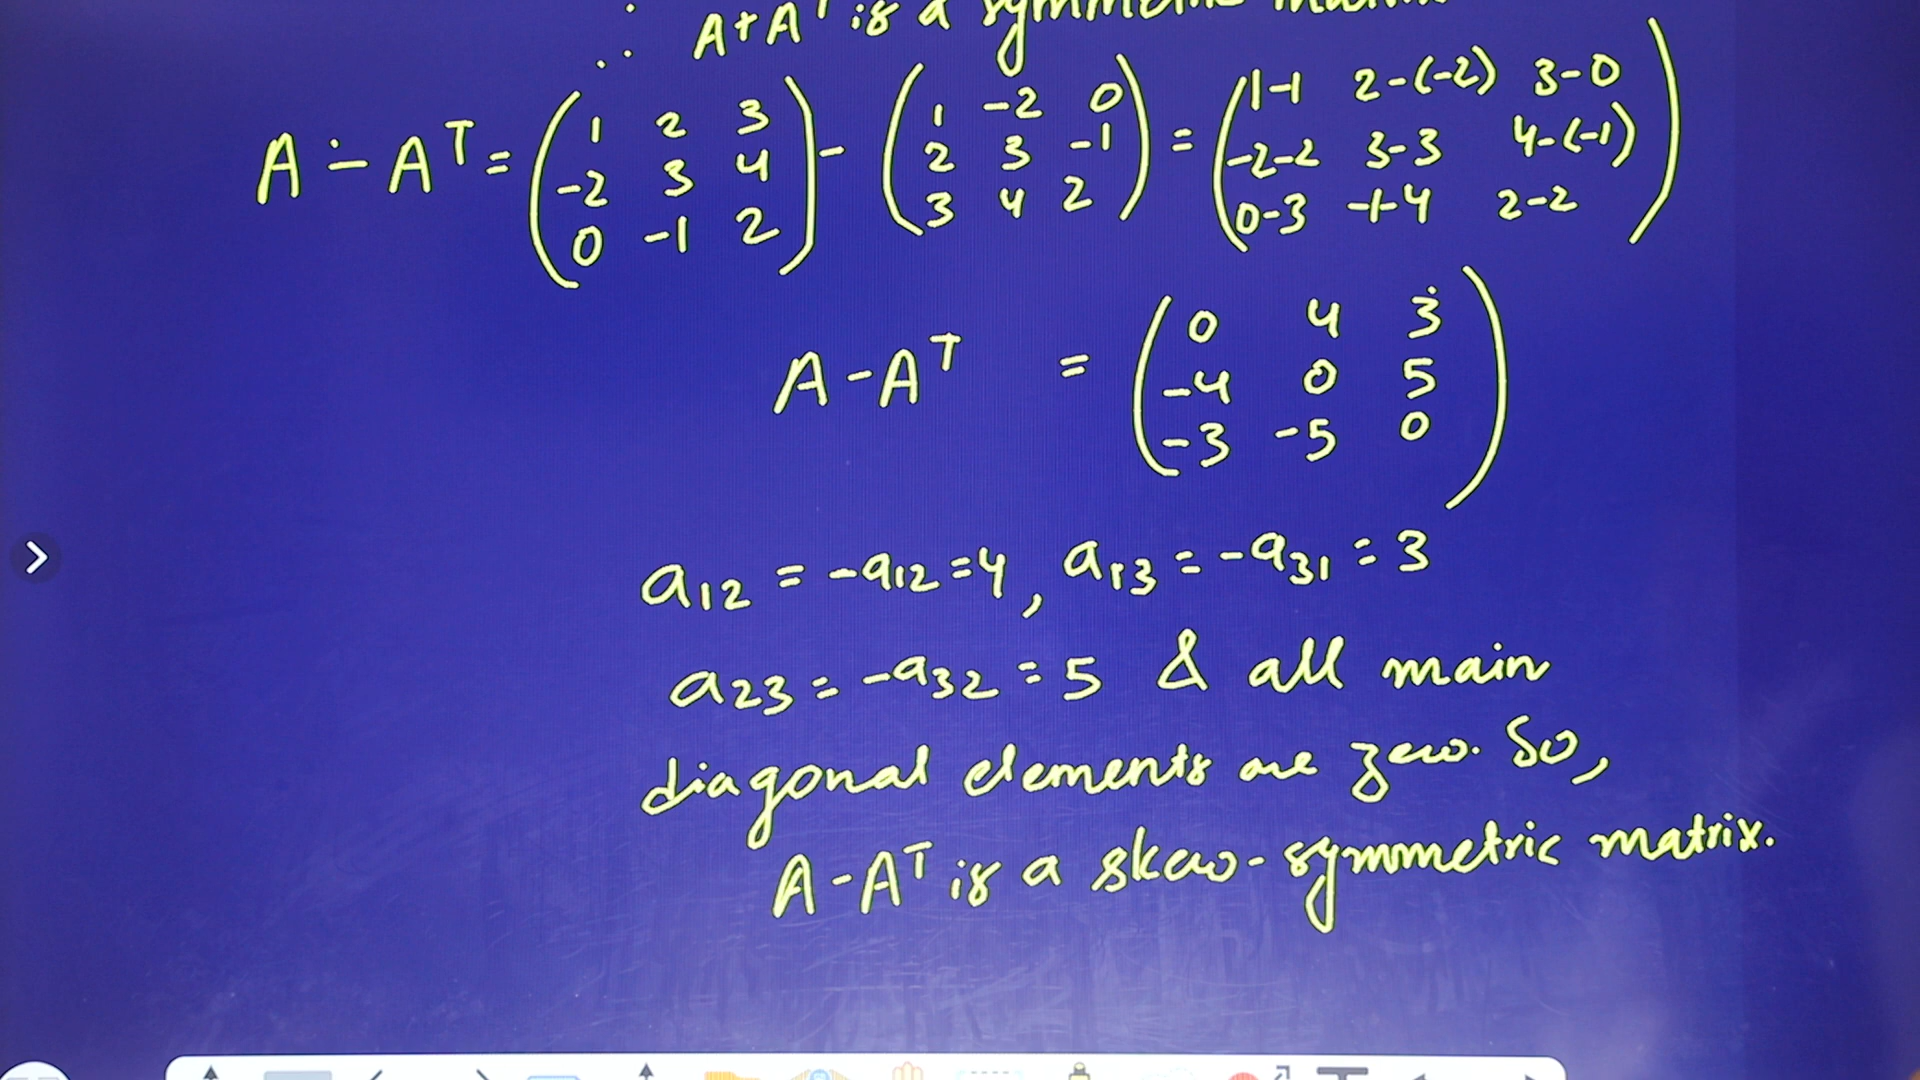 ∴ A+Aᵀ is a symmetric matrix
A - Aᵀ = (1 2 3; -2 3 4; 0 -1 2) - (1 -2 0; 2 3 -1; 3 4 2) = (1-1 2-(-2) 3-0; -2-2 3-3 4-(-1); 0-3 -1-4 2-2)
A-Aᵀ = (0 4 3; -4 0 5; -3 -5 0)
a12 = -a12 = 4, a13 = -a31 = 3
a23 = -a32 = 5 & all main
diagonal elements are zero. So,
A-Aᵀ is a skew-symmetric matrix.